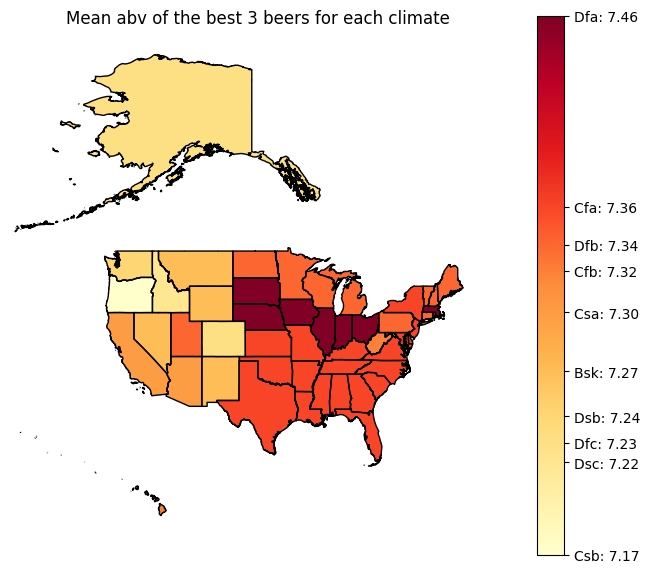 Mean abv of the best 3 beers for each climate
Dfa: 7.46
Cfa: 7.36
Dfb: 7.34
Cfb: 7.32
Csa: 7.30
Bsk: 7.27
Dsb: 7.24
Dfc: 7.23
Dsc: 7.22
Csb: 7.17